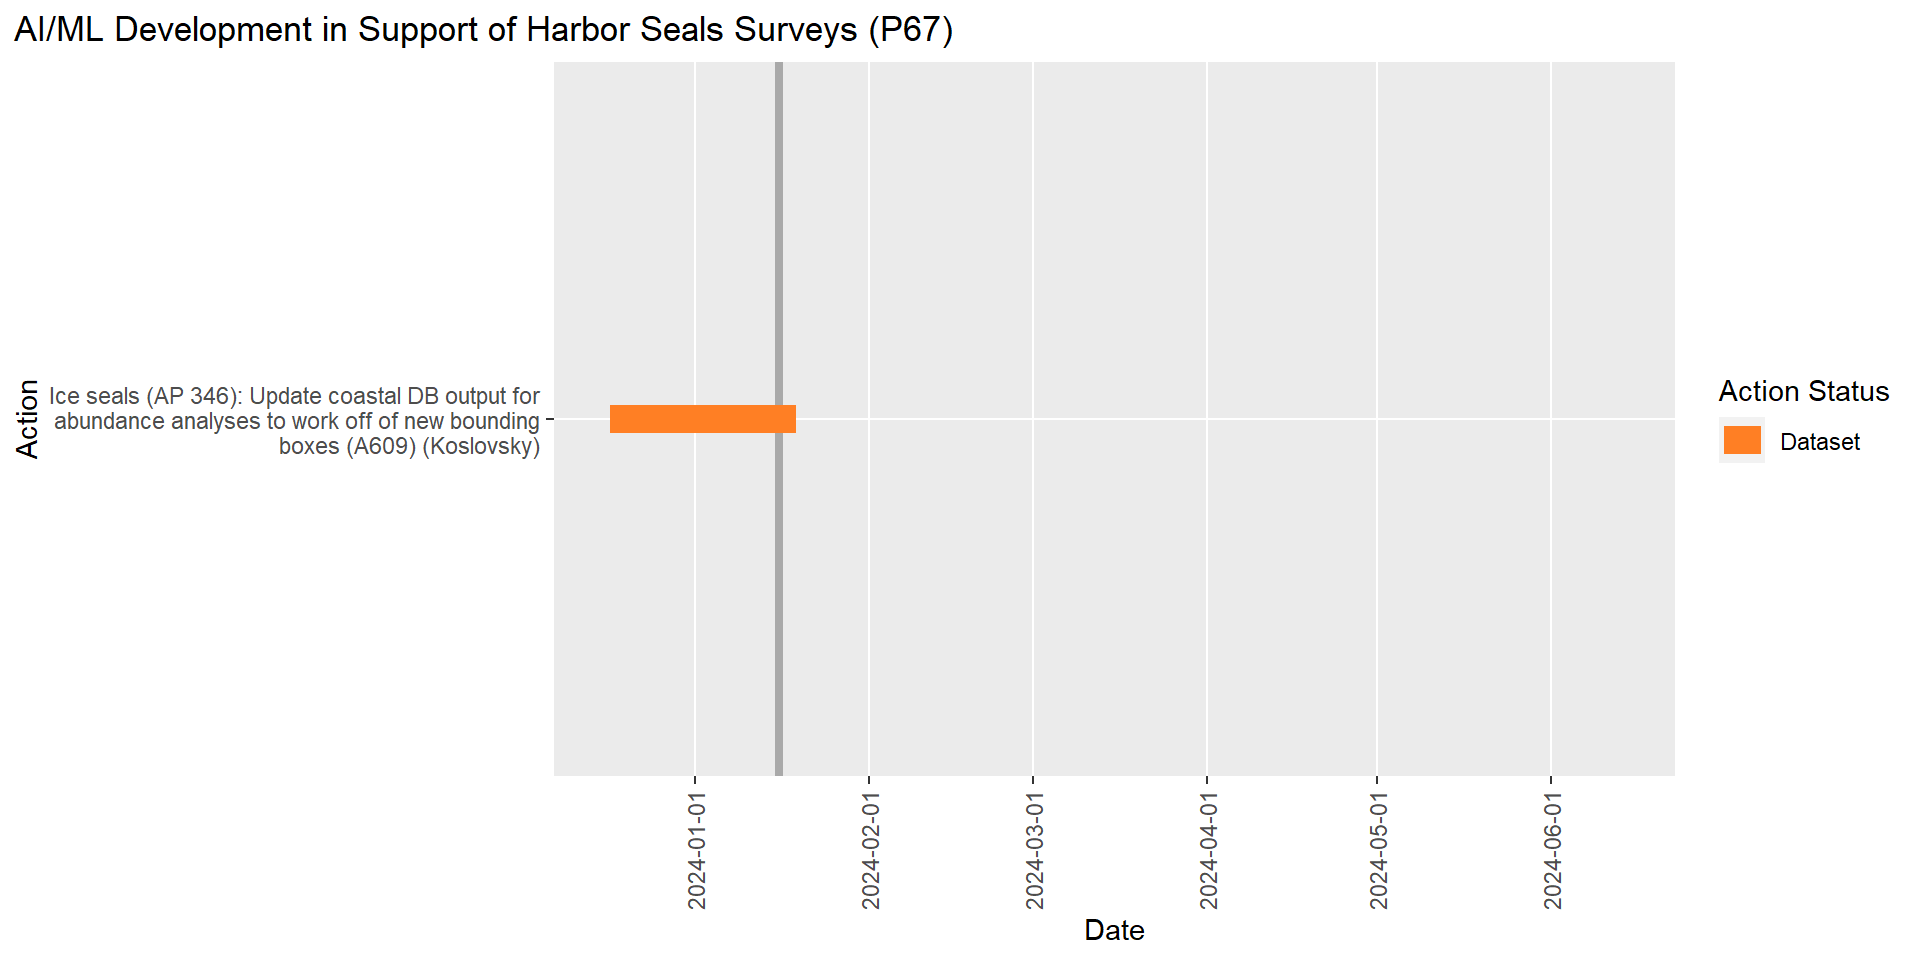 AI/ML Development in Support of Harbor Seals Surveys (P67)
Action
Ice seals (AP 346): Update coastal DB output for
abundance analyses to work off of new bounding
boxes (A609) (Koslovsky)
2024-01-01
2024-02-01
2024-03-01
2024-04-01
2024-05-01
2024-06-01
Date
Action Status
Dataset